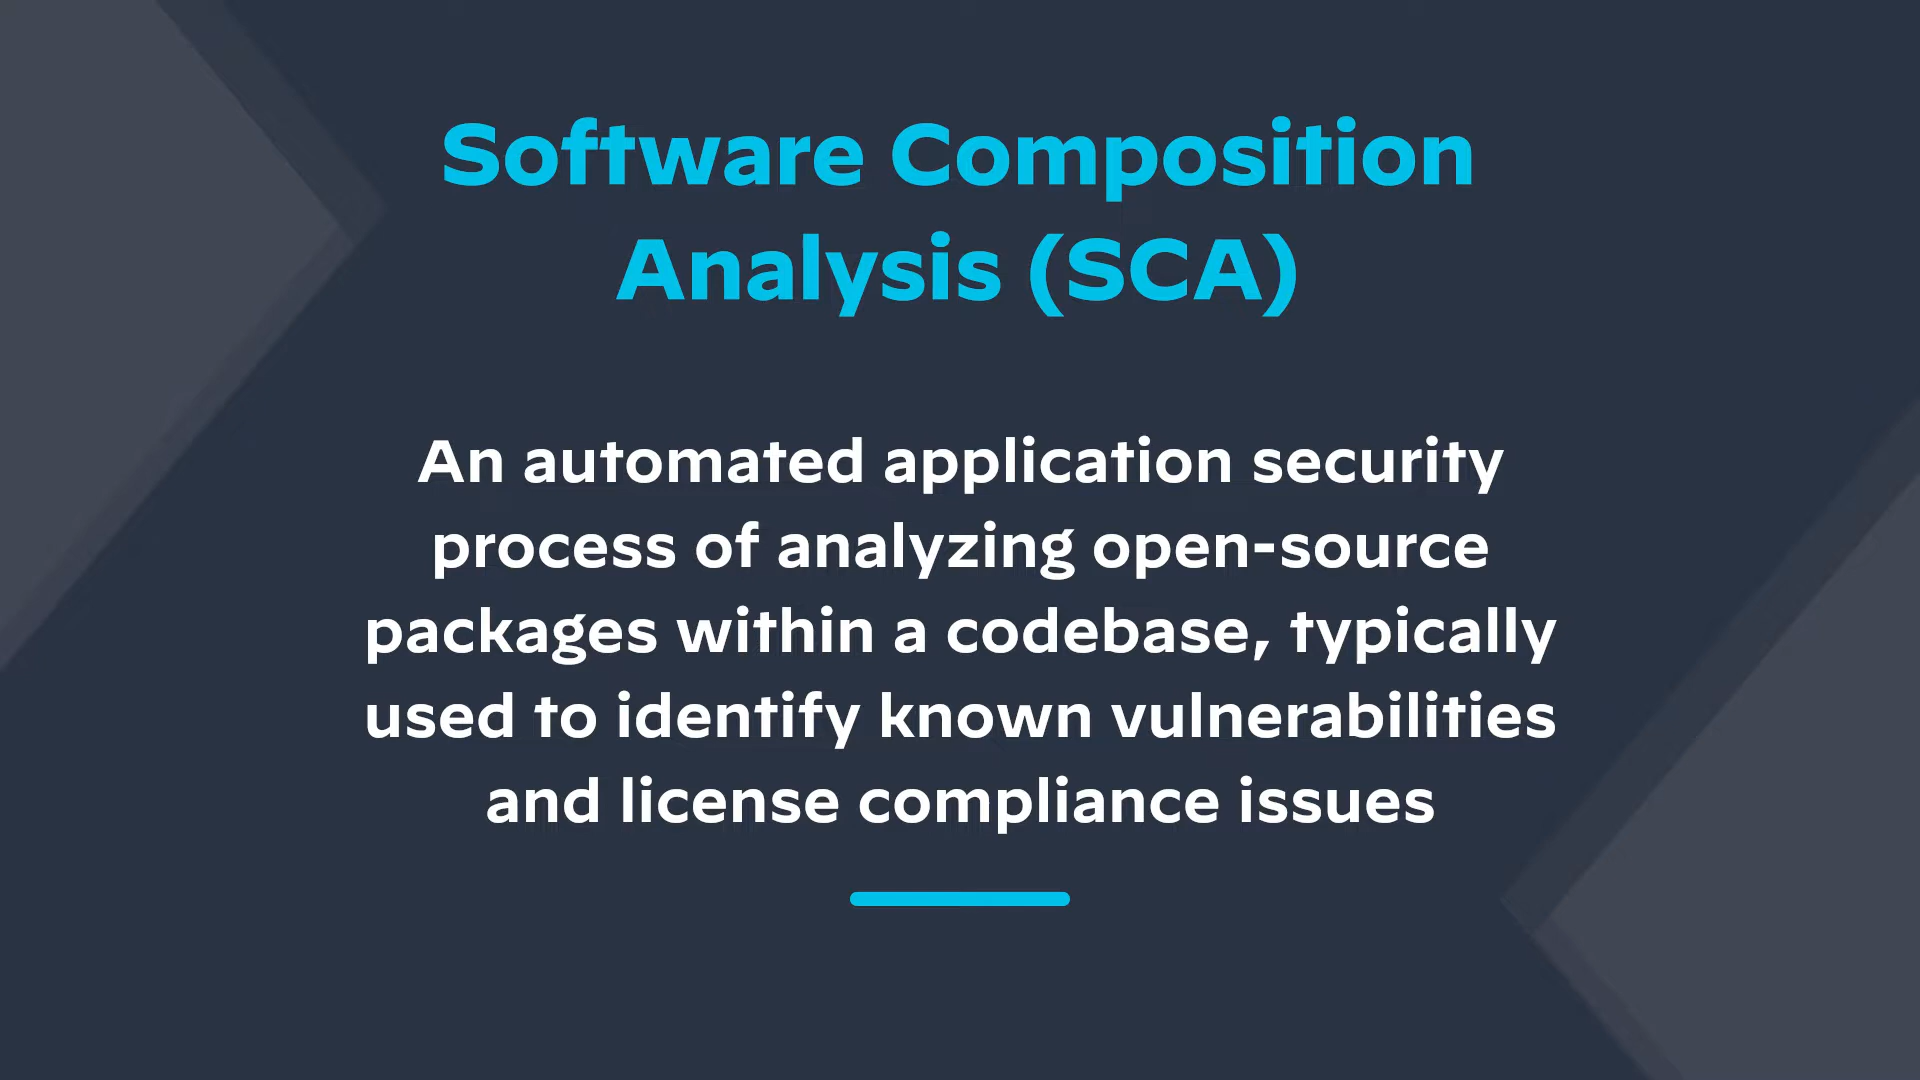 Software Composition
Analysis (SCA)
An automated application security
process of analyzing open-source
packages within a codebase, typically
used to identify known vulnerabilities
and license compliance issues